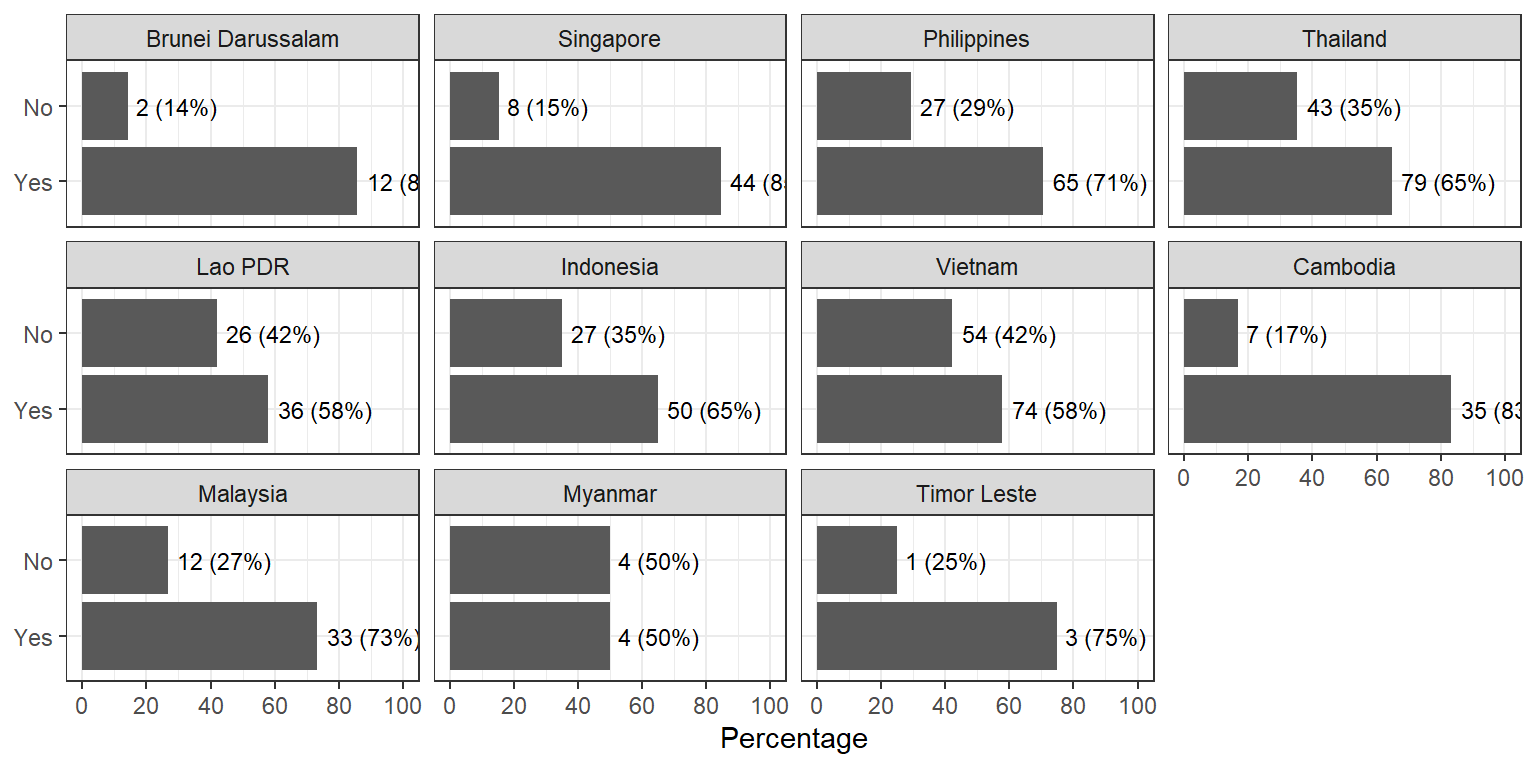 Brunei Darussalam
No
2 (14%)
Yes
12 (8
Singapore
8 (15%)
44 (8
Philippines
27 (29%)
65 (71%)
Thailand
43 (35%)
79 (65%)
Lao PDR
No
26 (42%)
Yes
36 (58%)
Indonesia
27 (35%)
50 (65%)
Vietnam
54 (42%)
74 (58%)
Cambodia
7 (17%)
35 (83
0 20 40 60 80 100
Malaysia
No
12 (27%)
Yes
33 (73%)
0 20 40 60 80 100
Myanmar
4 (50%)
4 (50%)
0 20 40 60 80 100
Timor Leste
1 (25%)
3 (75%)
0 20 40 60 80 100
Percentage